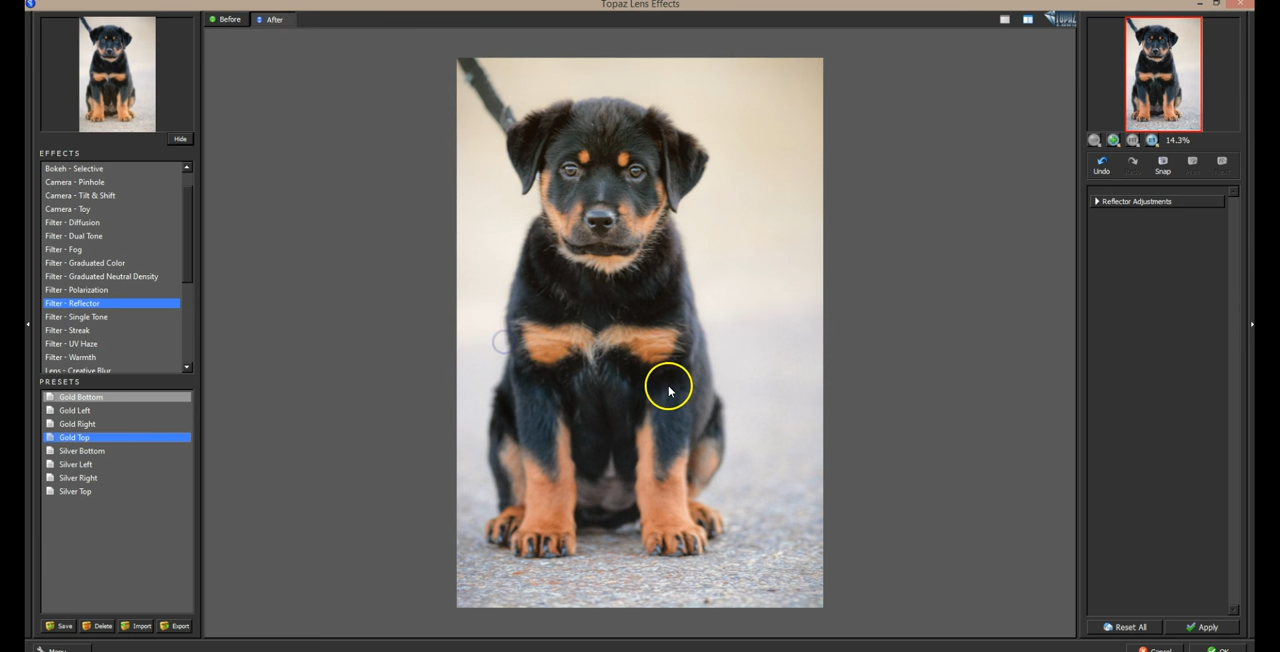 Topaz Lens Effects
Before
After
TOPAZ
Hide
EFFECTS
Bokeh - Selective
Camera - Pinhole
Camera - Tilt & Shift
Camera - Toy
Filter - Diffusion
Filter - Dual Tone
Filter - Fog
Filter - Graduated Color
Filter - Graduated Neutral Density
Filter - Polarization
Filter - Reflector
Filter - Single Tone
Filter - Streak
Filter - UV Haze
Filter - Warmth
Lens - Creative Blur
PRESETS
Gold Bottom
Gold Left
Gold Right
Gold Top
Silver Bottom
Silver Left
Silver Right
Silver Top
Save Delete Import Export
Menu
14.3%
Undo
Snap
Reflector Adjustments
Reset All
Apply
Cancel
OK